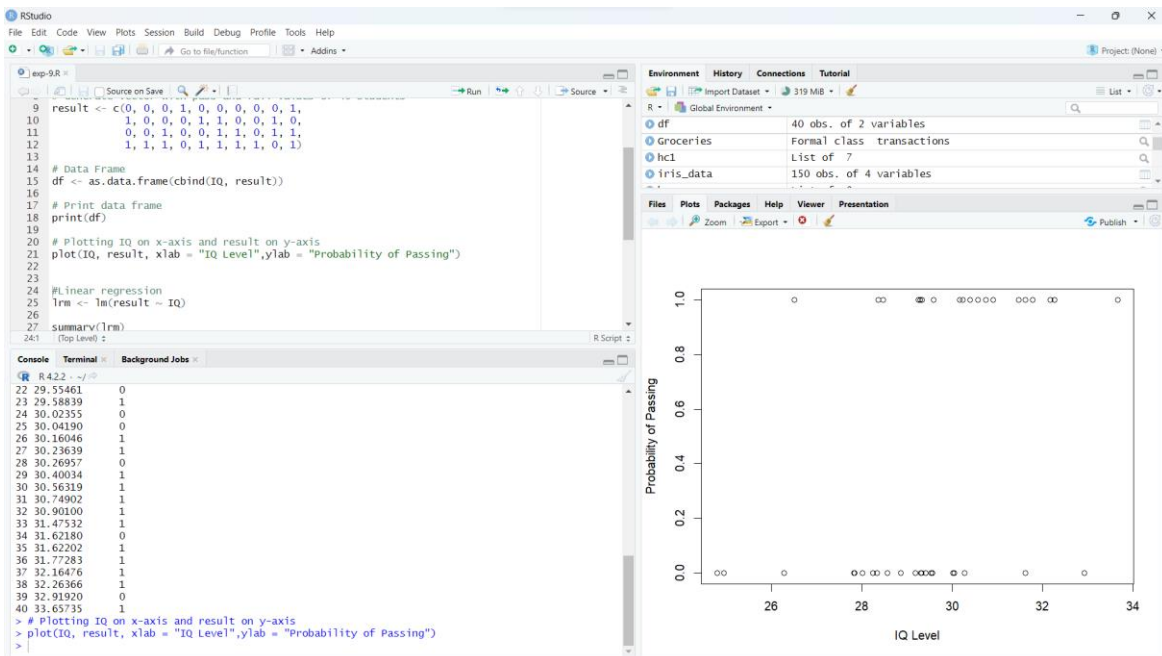 RStudio
File Edit Code View Plots Session Build Debug Profile Tools Help
Go to file/function
Addins
Project: (None)
exp-9.R
Source on Save
Run
Source
9 result <- c(0, 0, 0, 1, 0, 0, 0, 0, 0, 1,
10 1, 0, 0, 0, 1, 1, 0, 0, 1, 0,
11 0, 0, 1, 0, 0, 1, 1, 0, 1, 1,
12 1, 1, 1, 0, 1, 1, 1, 1, 0, 1)
13
14 # Data Frame
15 df <- as.data.frame(cbind(IQ, result))
16
17 # Print data frame
18 print(df)
19
20 # Plotting IQ on x-axis and result on y-axis
21 plot(IQ, result, xlab = "IQ Level",ylab = "Probability of Passing")
22
23
24 #Linear regression
25 lrm <- lm(result ~ IQ)
26
27 summary(lrm)
24:1 (Top Level)
R Script
Console Terminal Background Jobs
R 4.2.2 · ~/
22 29.55461 0
23 29.58839 1
24 30.02355 0
25 30.04190 0
26 30.16046 1
27 30.23639 1
28 30.26957 0
29 30.40034 1
30 30.56319 1
31 30.74902 1
32 30.90100 1
33 31.47532 1
34 31.62180 0
35 31.62202 1
36 31.77283 1
37 32.16476 1
38 32.26366 1
39 32.91920 0
40 33.65735 1
> # Plotting IQ on x-axis and result on y-axis
> plot(IQ, result, xlab = "IQ Level",ylab = "Probability of Passing")
>
Environment History Connections Tutorial
Import Dataset
319 MiB
List
R
Global Environment
df 40 obs. of 2 variables
Groceries Formal class transactions
hc1 List of 7
iris_data 150 obs. of 4 variables
Files Plots Packages Help Viewer Presentation
Zoom Export
Publish
Probability of Passing
1.0
0.8
0.6
0.4
0.2
0.0
26 28 30 32 34
IQ Level